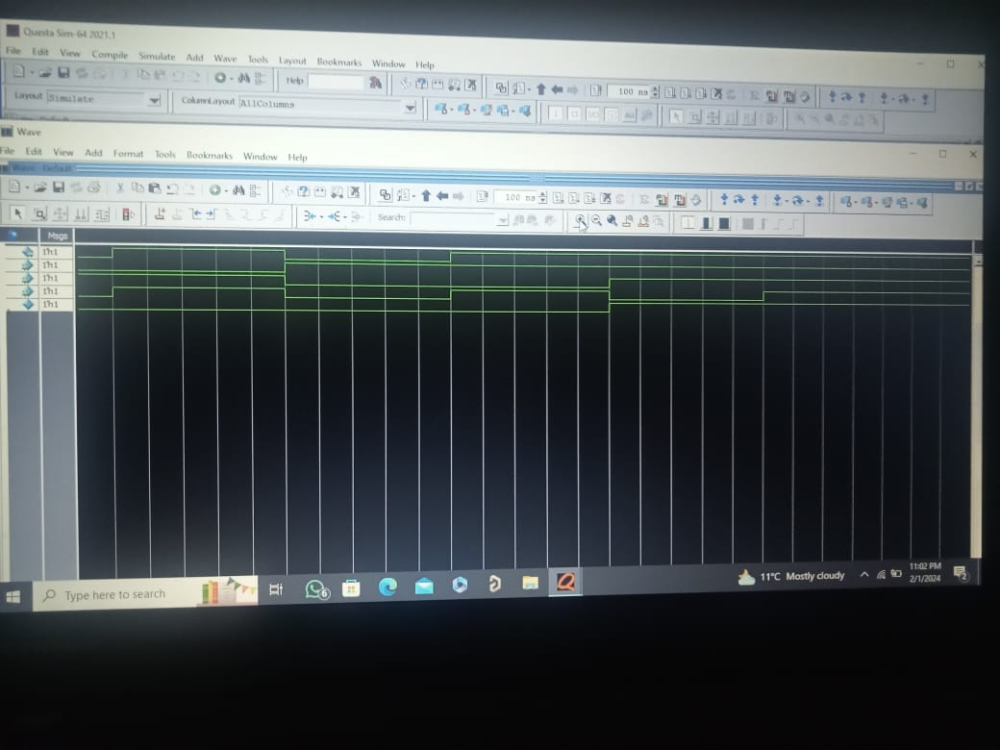 Questa Sim-64 2021.1
File Edit View Compile Simulate Add Wave Tools Layout Bookmarks Window Help
Help
100 ns
Layout Simulate
ColumnLayout AllColumns
Wave
File Edit View Add Format Tools Bookmarks Window Help
Wave - Default
100 ns
Search:
Msgs
1'h1
1'h1
1'h1
1'h1
1'h1
Type here to search
6
11°C Mostly cloudy
11:02 PM
2/1/2024
2